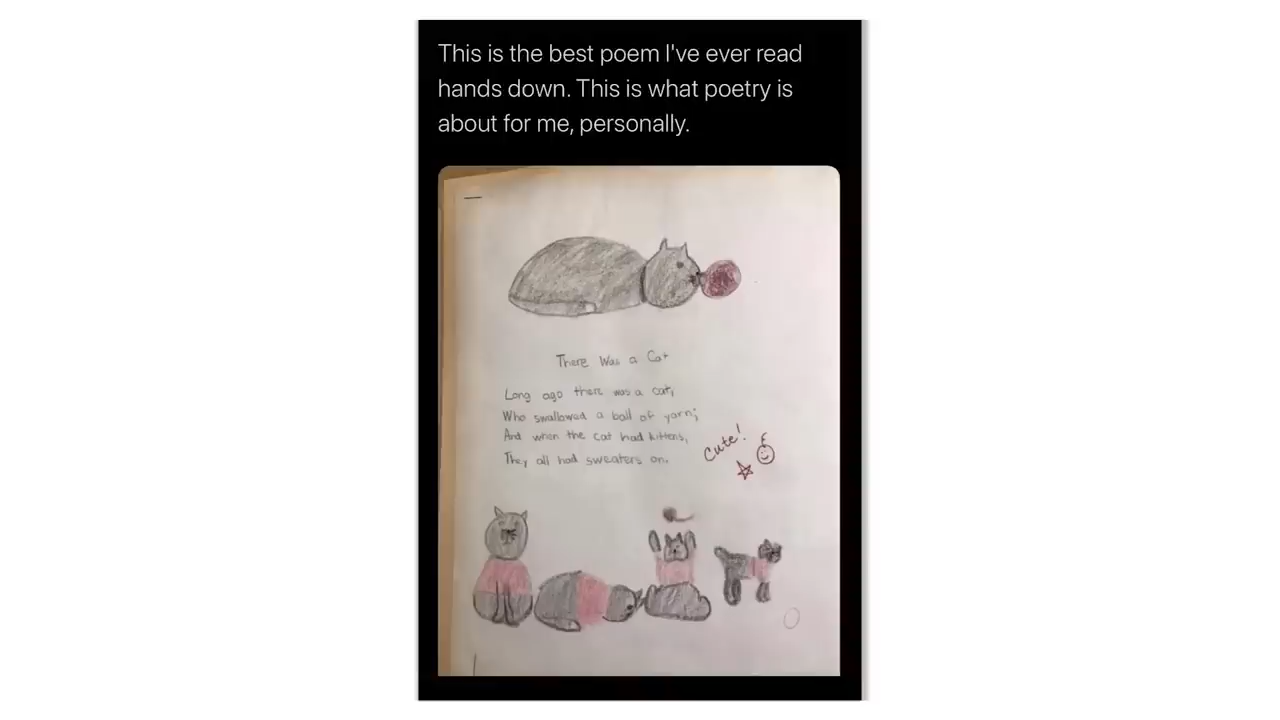 This is the best poem I've ever read
hands down. This is what poetry is
about for me, personally.
There Was a Cat
Long ago there was a cat,
Who swallowed a ball of yarn;
And when the cat had kittens,
They all had sweaters on.
Cute!